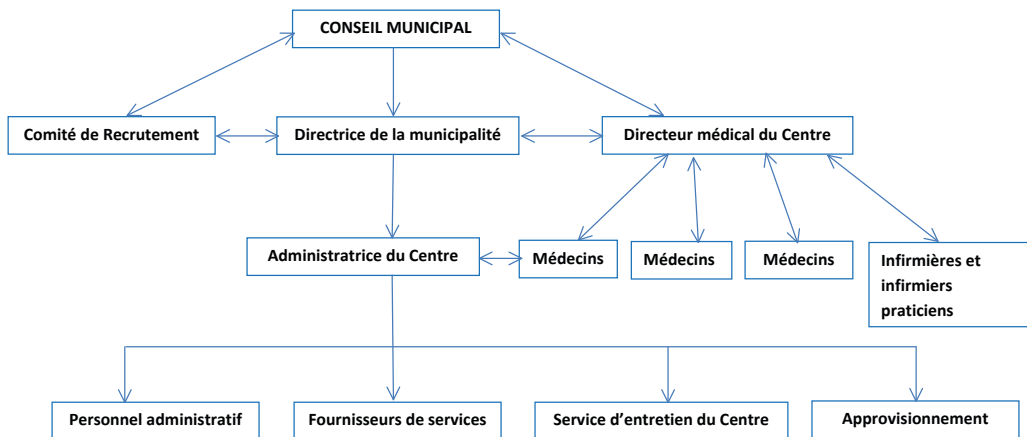 CONSEIL MUNICIPAL
Comité de Recrutement
Directrice de la municipalité
Directeur médical du Centre
Administratrice du Centre
Médecins
Médecins
Médecins
Infirmières et
infirmiers
praticiens
Personnel administratif
Fournisseurs de services
Service d’entretien du Centre
Approvisionnement